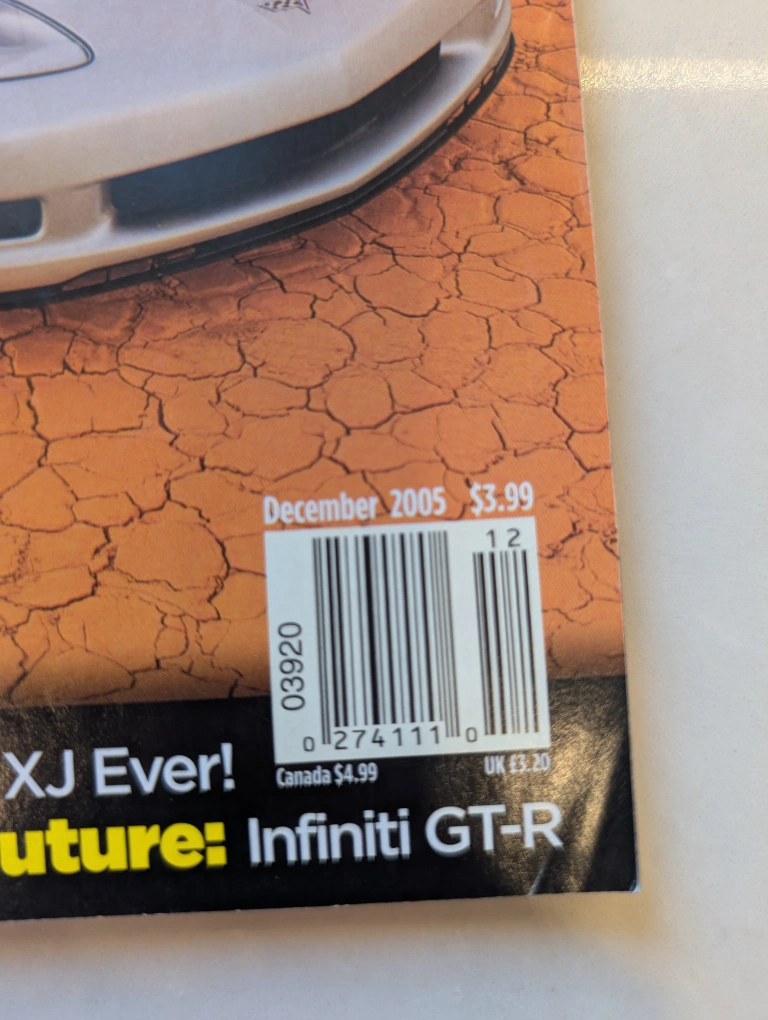 December 2005 $3.99
12
03920
0 274111 0
Canada $4.99 UK £3.20
XJ Ever!
uture: Infiniti GT-R